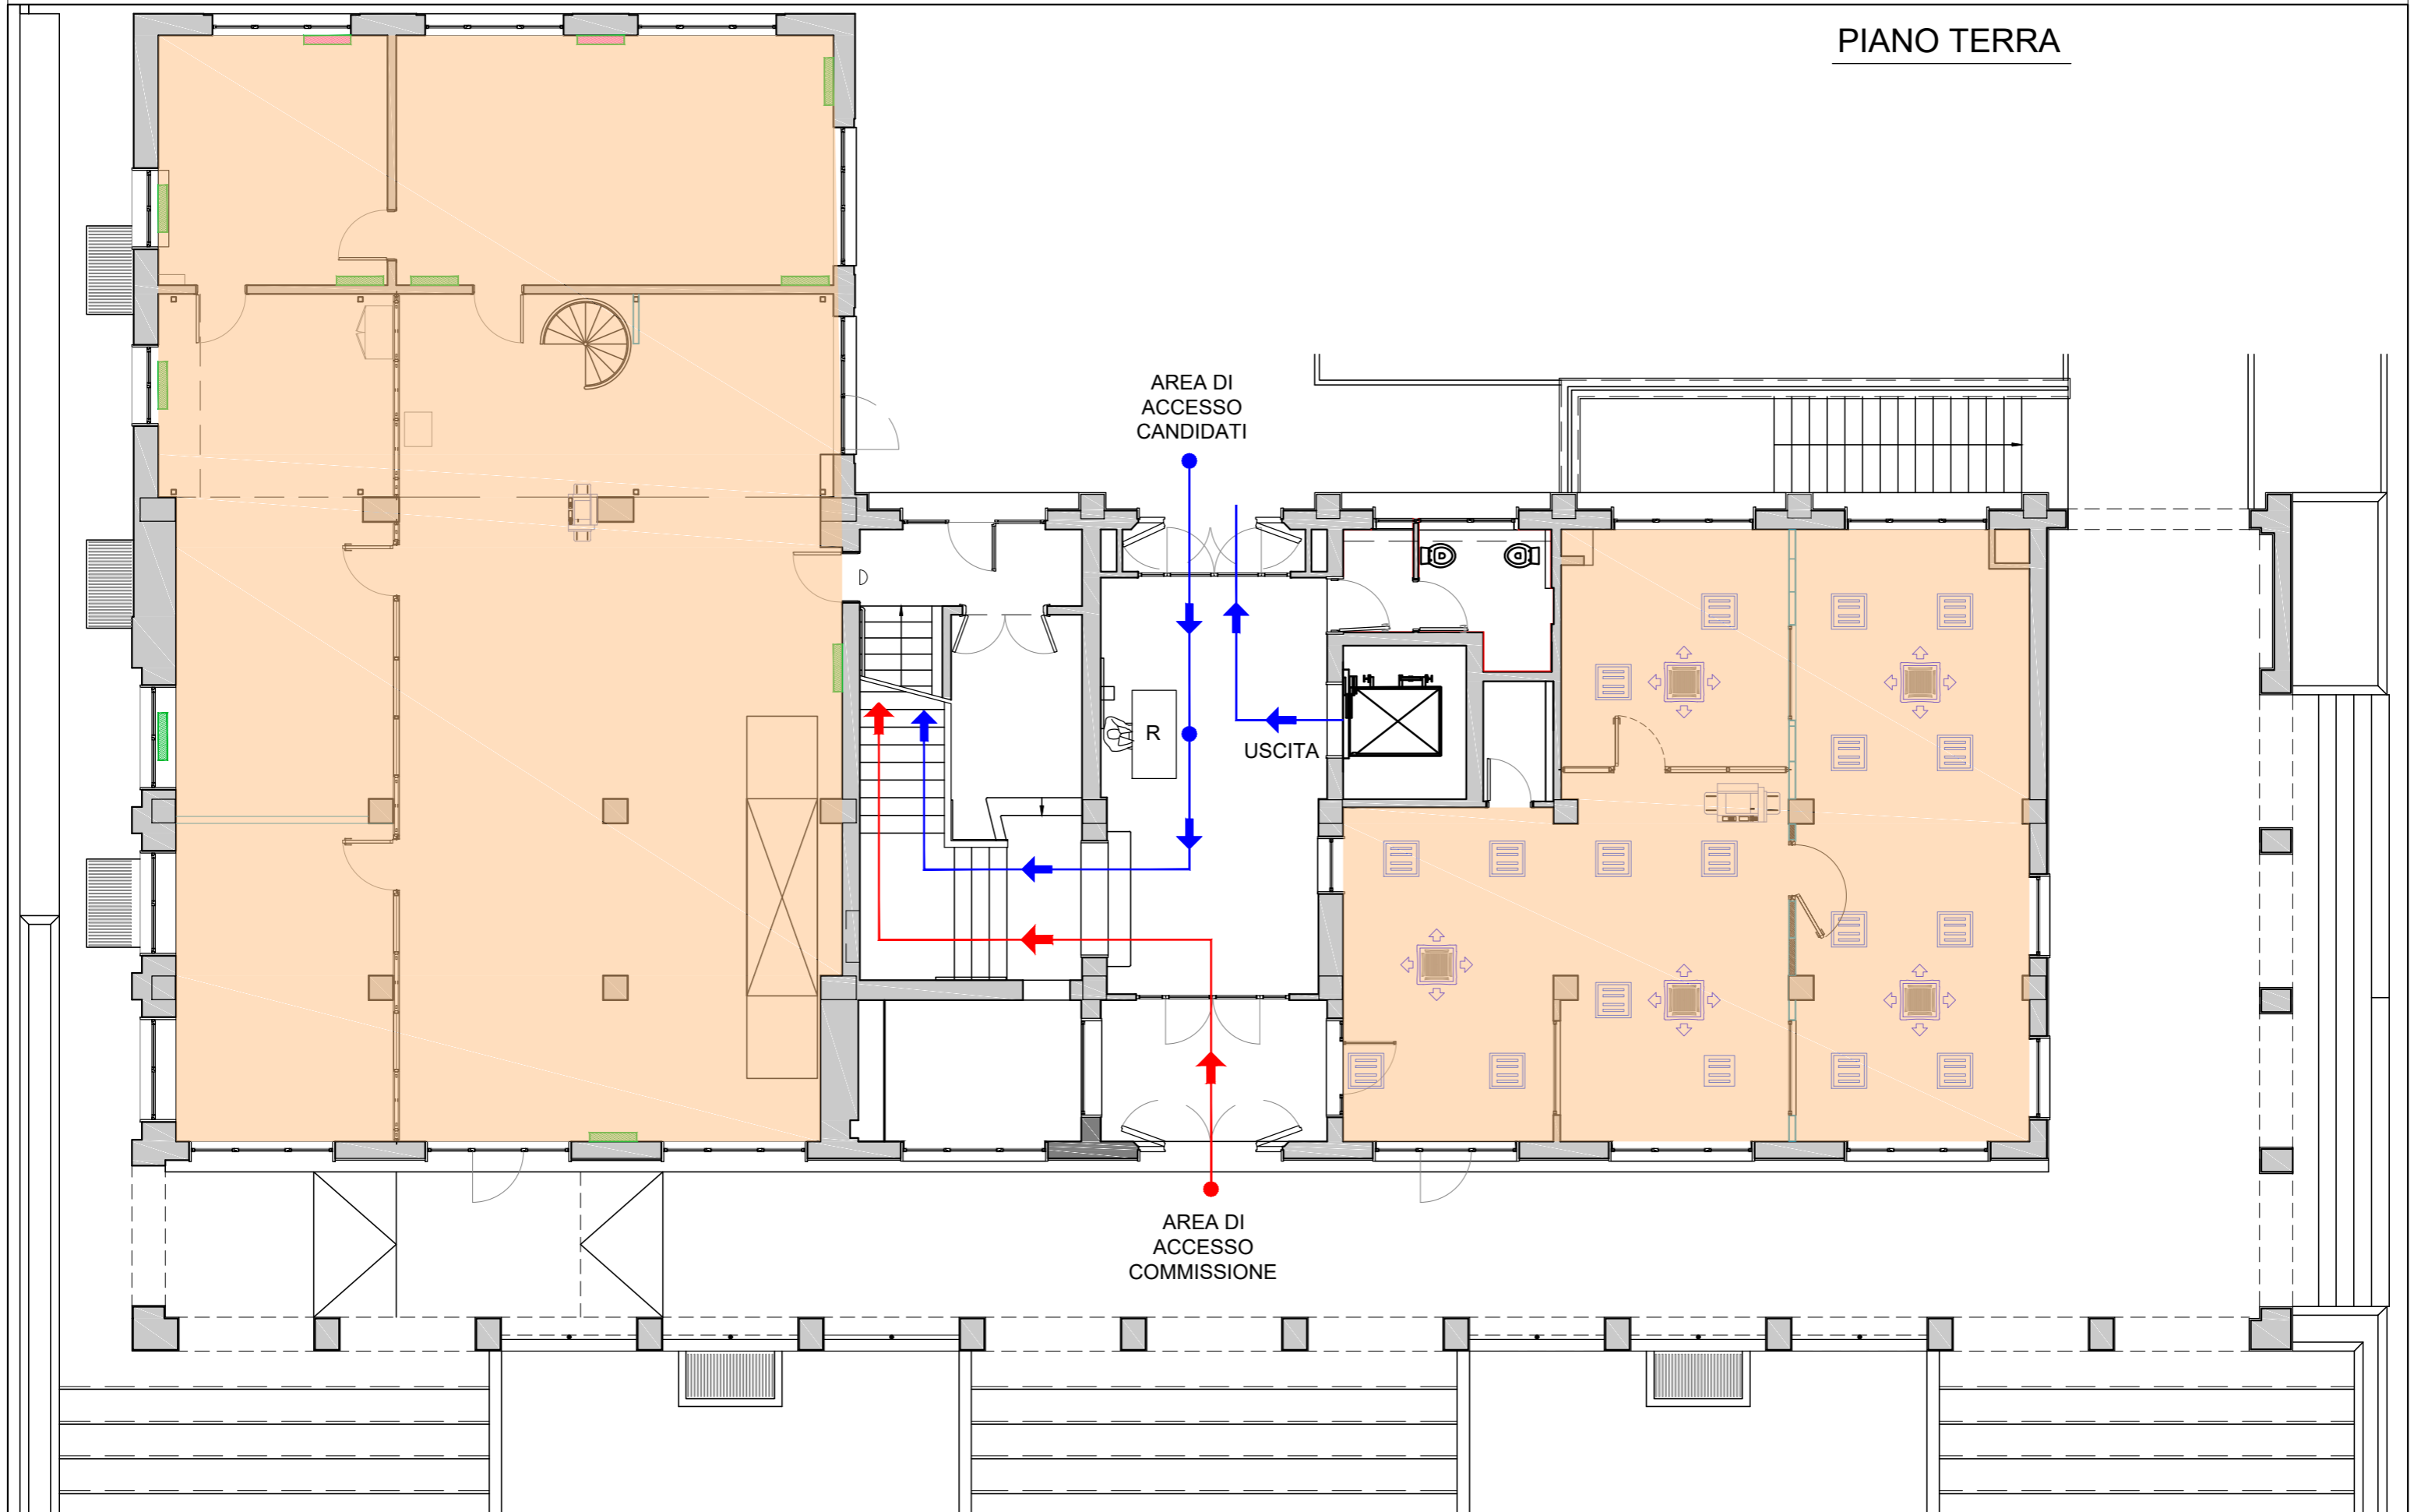 PIANO TERRA
AREA DI
ACCESSO
CANDIDATI
R
USCITA
AREA DI
ACCESSO
COMMISSIONE